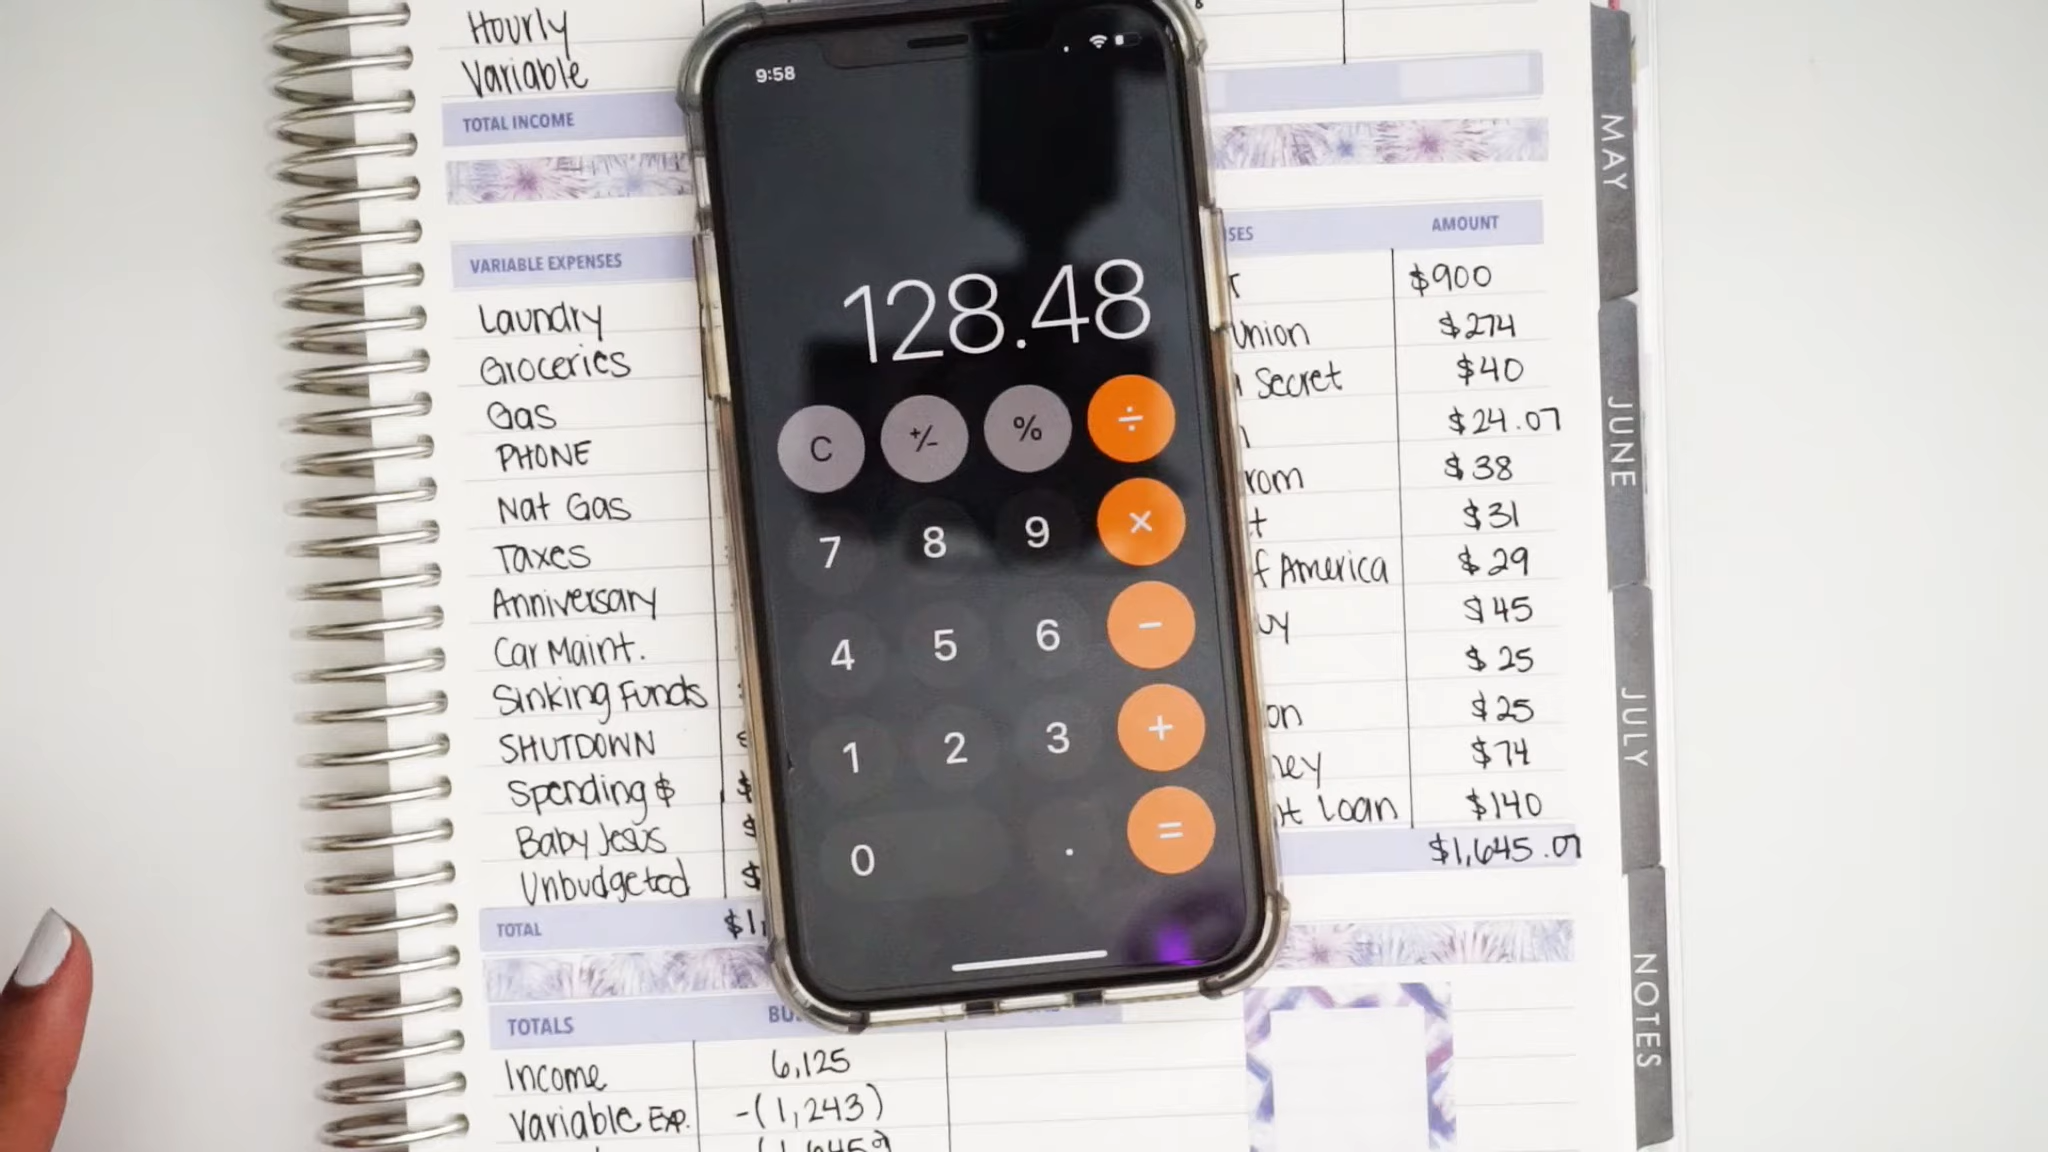 Hourly
Variable
TOTAL INCOME
VARIABLE EXPENSES
Laundry
Groceries
Gas
PHONE
Nat Gas
Taxes
Anniversary
Car Maint.
Sinking Funds
SHUTDOWN
Spending $
Baby Jesus
Unbudgeted
TOTAL $1,
TOTALS
Income 6,125
Variable EXP. -(1,243)
9:58
128.48
C +/- % ÷
7 8 9 ×
4 5 6 −
1 2 3 +
0 . =
AMOUNT
$900
Union $274
Secret $40
$24.07
$38
$31
America $29
$45
$25
$25
$74
Loan $140
$1,645.07
MAY
JUNE
JULY
NOTES